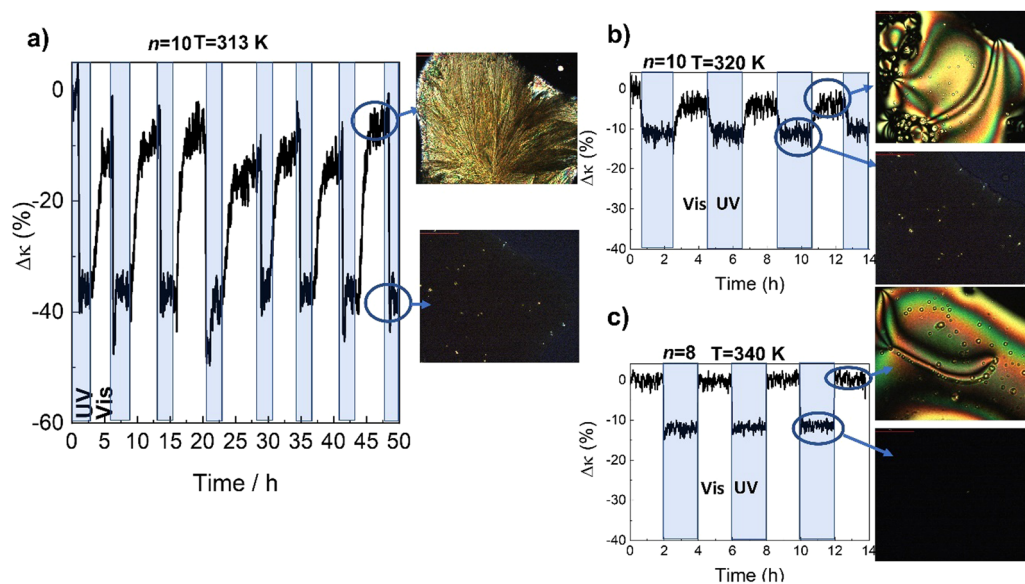 a)
n=10 T=313 K
0
-20
-40
-60
Δκ (%)
UV
Vis
0 5 10 15 20 25 30 35 40 45 50
Time / h
b)
n=10 T=320 K
0
-10
-20
-30
-40
Δκ (%)
Vis UV
0 2 4 6 8 10 12 14
Time (h)
c)
n=8 T=340 K
0
-10
-20
-30
-40
Δκ (%)
Vis UV
0 2 4 6 8 10 12 14
Time (h)